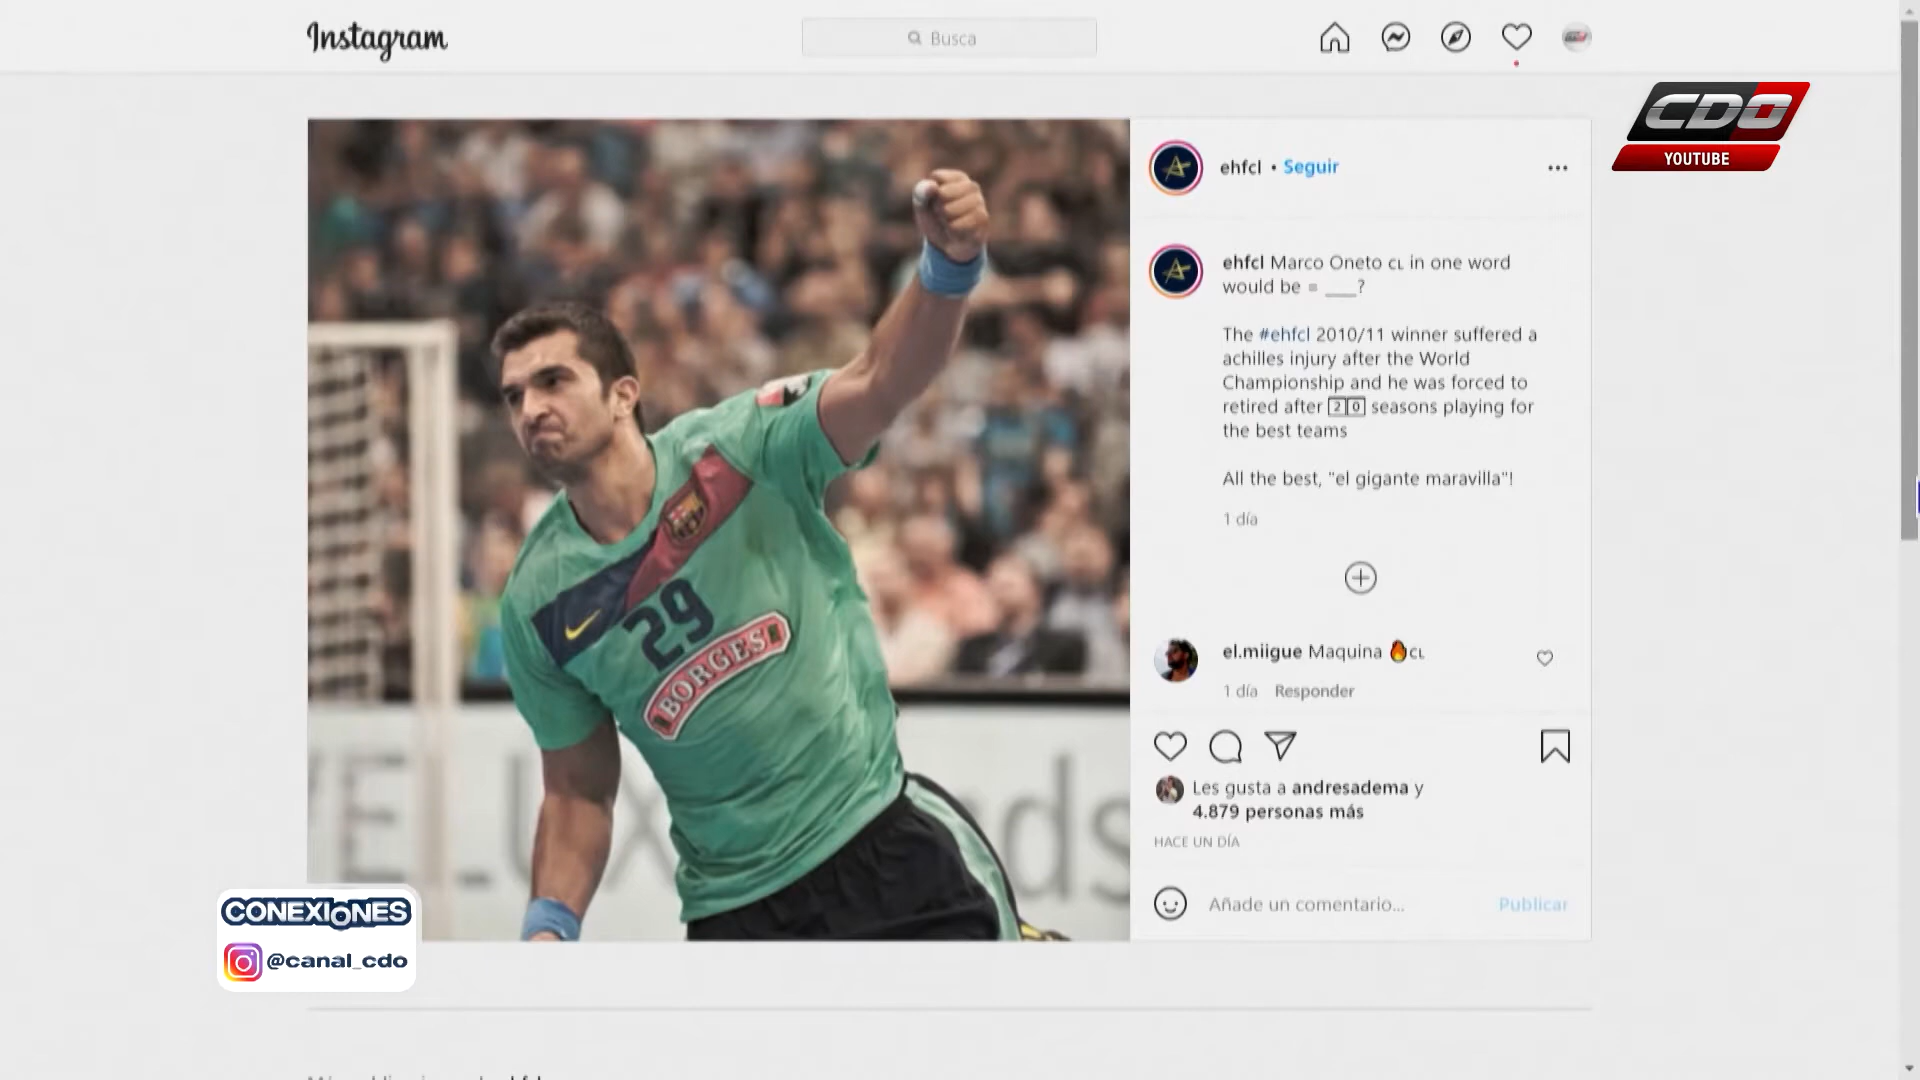 Instagram
Busca
CDO
YOUTUBE
ehfcl • Seguir
ehfcl Marco Oneto CL in one word
would be ___?
The #ehfcl 2010/11 winner suffered a
achilles injury after the World
Championship and he was forced to
retired after 20 seasons playing for
the best teams
All the best, "el gigante maravilla"!
1 día
el.miigue Maquina 🔥CL
1 día Responder
Les gusta a andresadema y
4.879 personas más
HACE UN DÍA
Añade un comentario... Publicar
29
BORGES
CONEXIONES
@canal_cdo